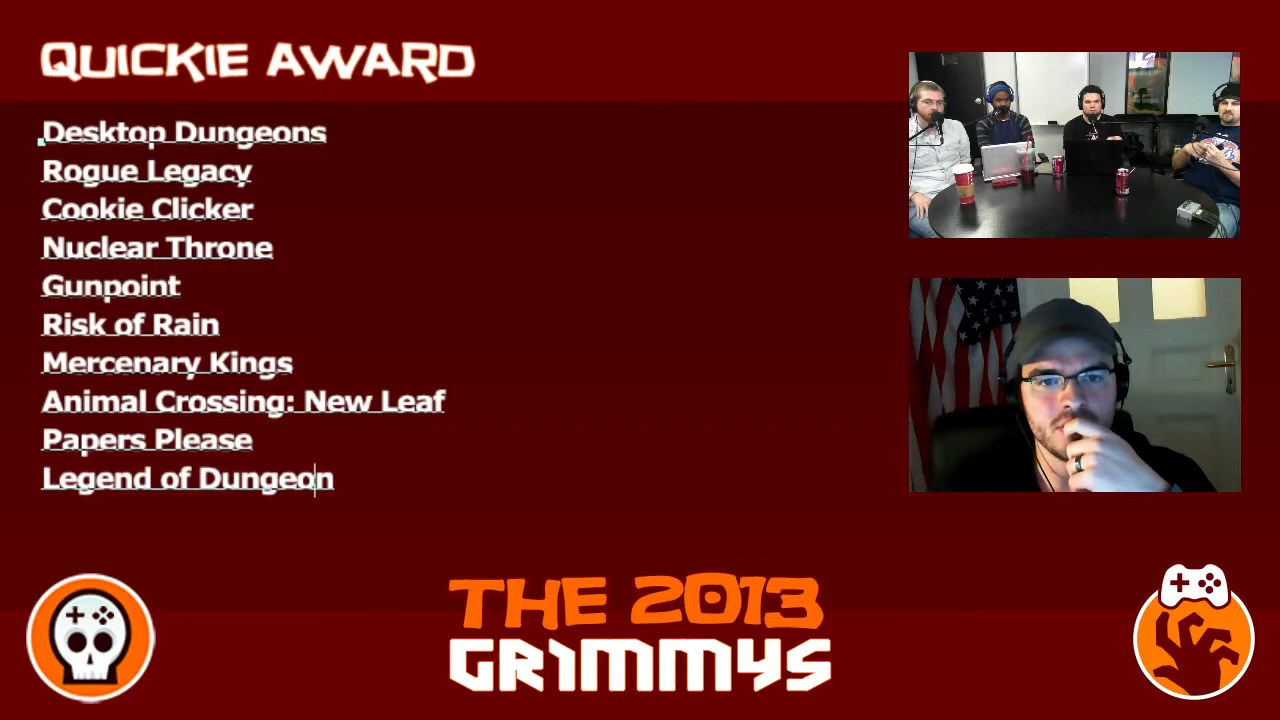 QUICKIE AWARD
Desktop Dungeons
Rogue Legacy
Cookie Clicker
Nuclear Throne
Gunpoint
Risk of Rain
Mercenary Kings
Animal Crossing: New Leaf
Papers Please
Legend of Dungeon
THE 2013
GR1MM4S